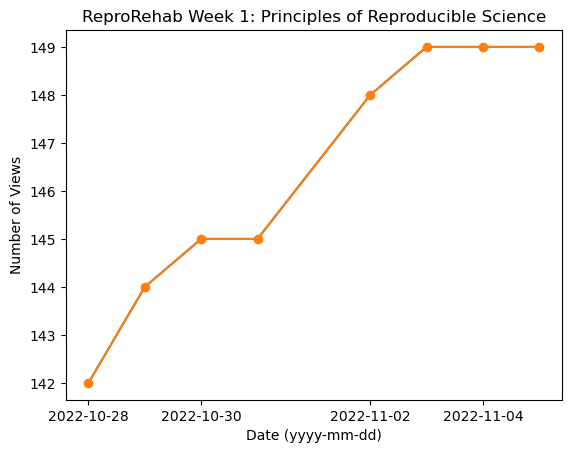 ReproRehab Week 1: Principles of Reproducible Science
149
148
147
146
145
144
143
142
Number of Views
2022-10-28 2022-10-30 2022-11-02 2022-11-04
Date (yyyy-mm-dd)